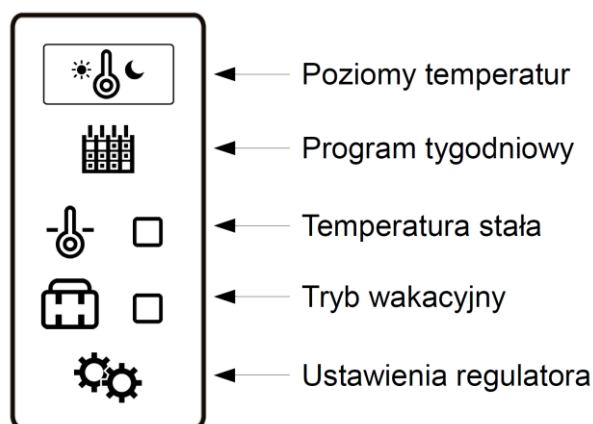 Poziomy temperatur
Program tygodniowy
Temperatura stała
Tryb wakacyjny
Ustawienia regulatora